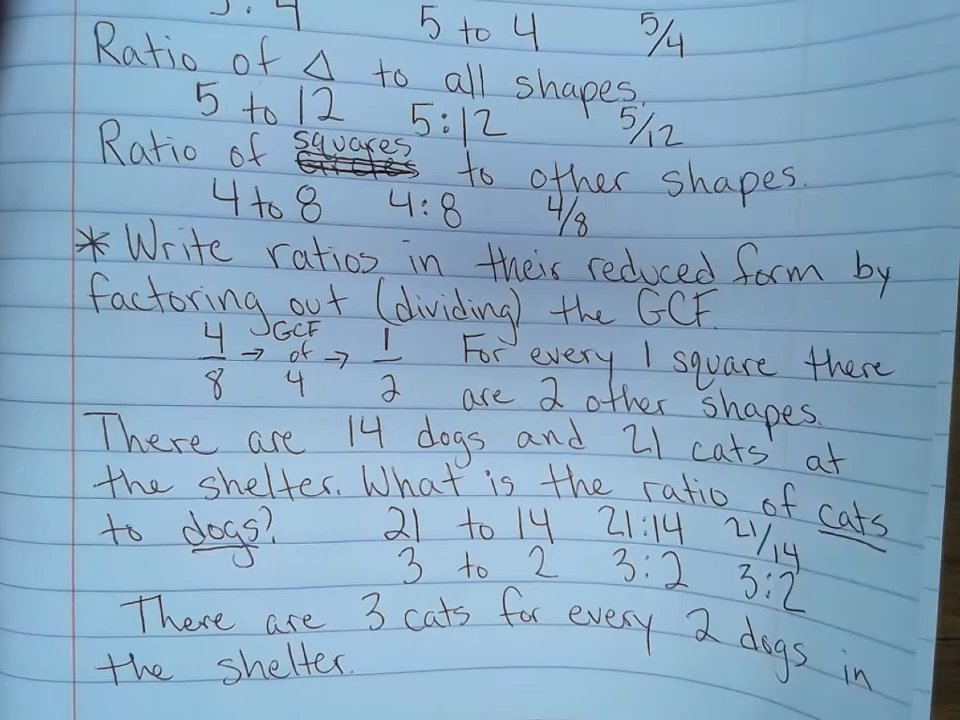 5 to 4 5/4
Ratio of △ to all shapes.
5 to 12 5:12 5/12
squares
Ratio of to other shapes.
4 to 8 4:8 4/8
* Write ratios in their reduced form by
factoring out (dividing) the GCF.
4/8 → GCF of 4 → 1/2 For every 1 square there
are 2 other shapes.
There are 14 dogs and 21 cats at
the shelter. What is the ratio of cats
to dogs? 21 to 14 21:14 21/14
3 to 2 3:2 3:2
There are 3 cats for every 2 dogs in
the shelter.